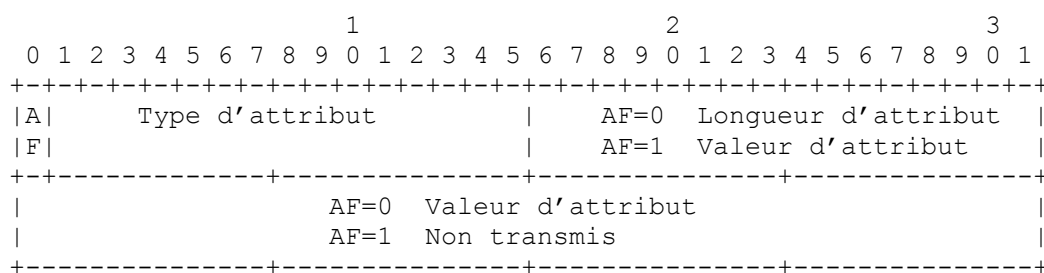 1                   2                   3
 0 1 2 3 4 5 6 7 8 9 0 1 2 3 4 5 6 7 8 9 0 1 2 3 4 5 6 7 8 9 0 1
+-+-+-+-+-+-+-+-+-+-+-+-+-+-+-+-+-+-+-+-+-+-+-+-+-+-+-+-+-+-+-+-+
|A|     Type d’attribut         |    AF=0  Longueur d’attribut  |
|F|                             |    AF=1  Valeur d’attribut    |
+-+-------------+---------------+---------------+---------------+
|                   AF=0  Valeur d’attribut                     |
|                   AF=1  Non transmis                          |
+---------------+---------------+---------------+---------------+